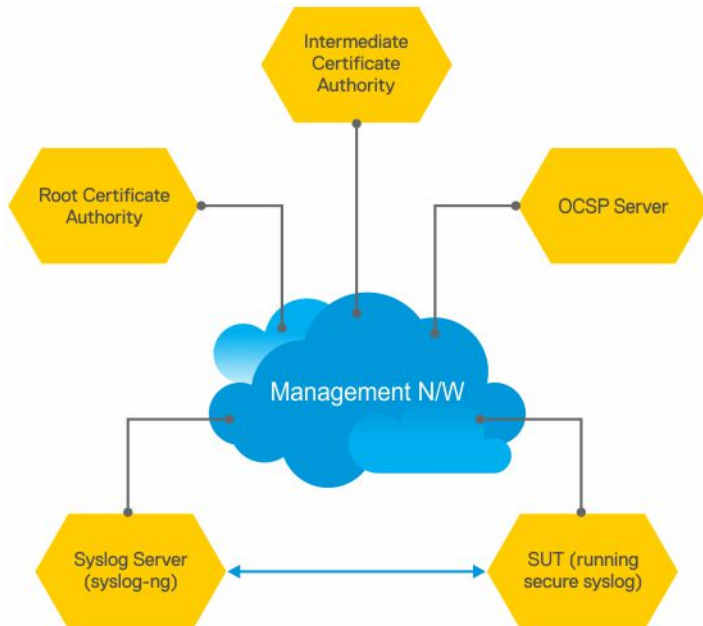 Intermediate
Certificate
Authority
Root Certificate
Authority
OCSP Server
Management N/W
Syslog Server
(syslog-ng)
SUT (running
secure syslog)